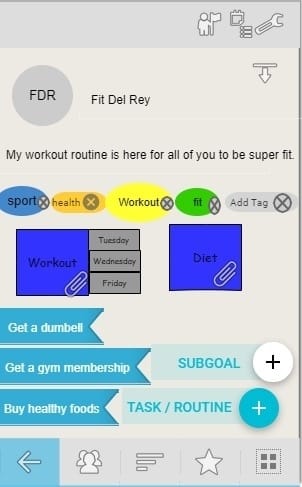 FDR
Fit Del Rey
My workout routine is here for all of you to be super fit.
sport
health
Workout
fit
Add Tag
Workout
Tuesday
Wednesday
Friday
Diet
Get a dumbell
Get a gym membership
SUBGOAL
Buy healthy foods
TASK / ROUTINE